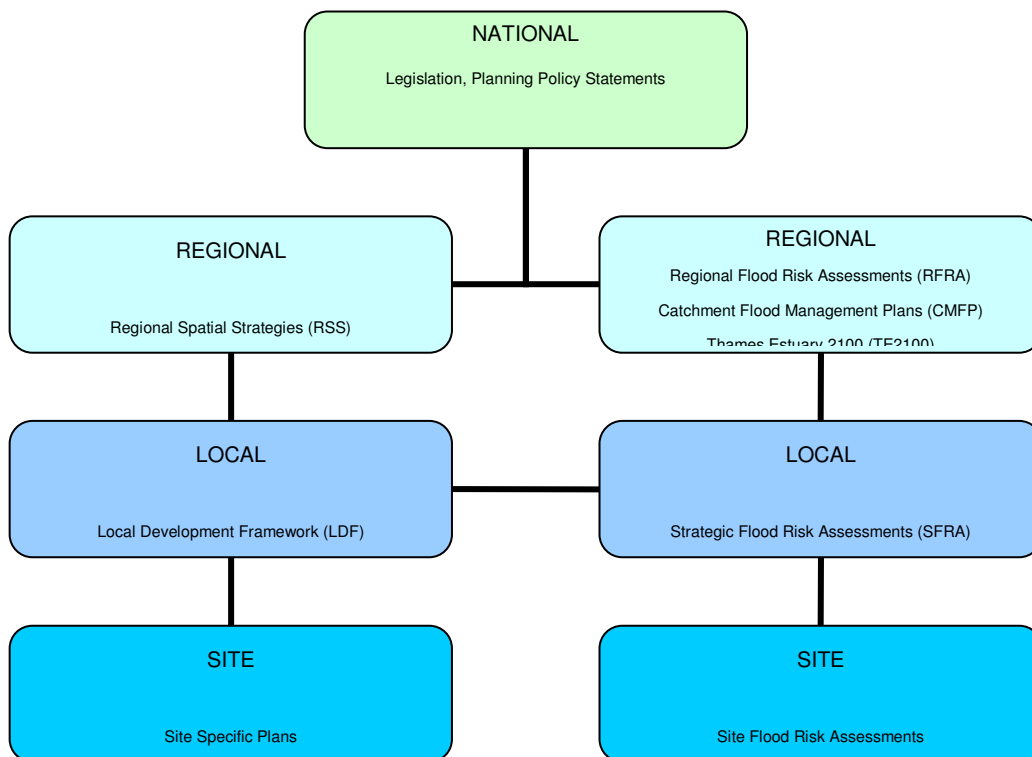 NATIONAL
Legislation, Planning Policy Statements
REGIONAL
Regional Spatial Strategies (RSS)
REGIONAL
Regional Flood Risk Assessments (RFRA)
Catchment Flood Management Plans (CMFP)
Thames Estuary 2100 (TE2100)
LOCAL
Local Development Framework (LDF)
LOCAL
Strategic Flood Risk Assessments (SFRA)
SITE
Site Specific Plans
SITE
Site Flood Risk Assessments